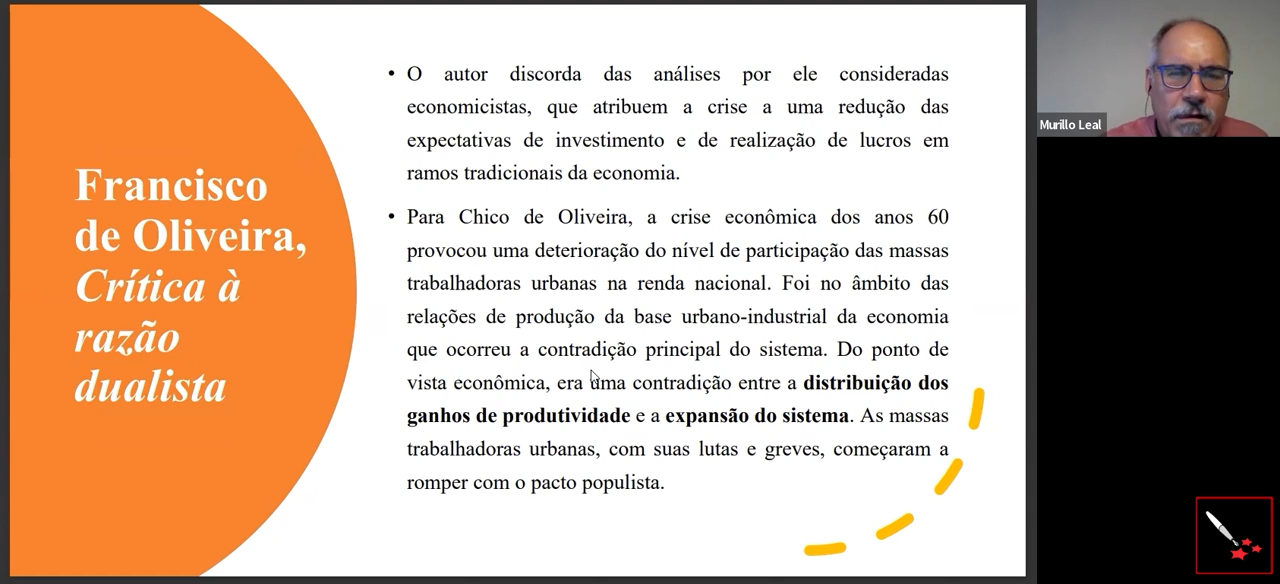 Francisco
de Oliveira,
Crítica à
razão
dualista
• O autor discorda das análises por ele consideradas
economicistas, que atribuem a crise a uma redução das
expectativas de investimento e de realização de lucros em
ramos tradicionais da economia.
• Para Chico de Oliveira, a crise econômica dos anos 60
provocou uma deterioração do nível de participação das massas
trabalhadoras urbanas na renda nacional. Foi no âmbito das
relações de produção da base urbano-industrial da economia
que ocorreu a contradição principal do sistema. Do ponto de
vista econômica, era uma contradição entre a distribuição dos
ganhos de produtividade e a expansão do sistema. As massas
trabalhadoras urbanas, com suas lutas e greves, começaram a
romper com o pacto populista.
Murillo Leal